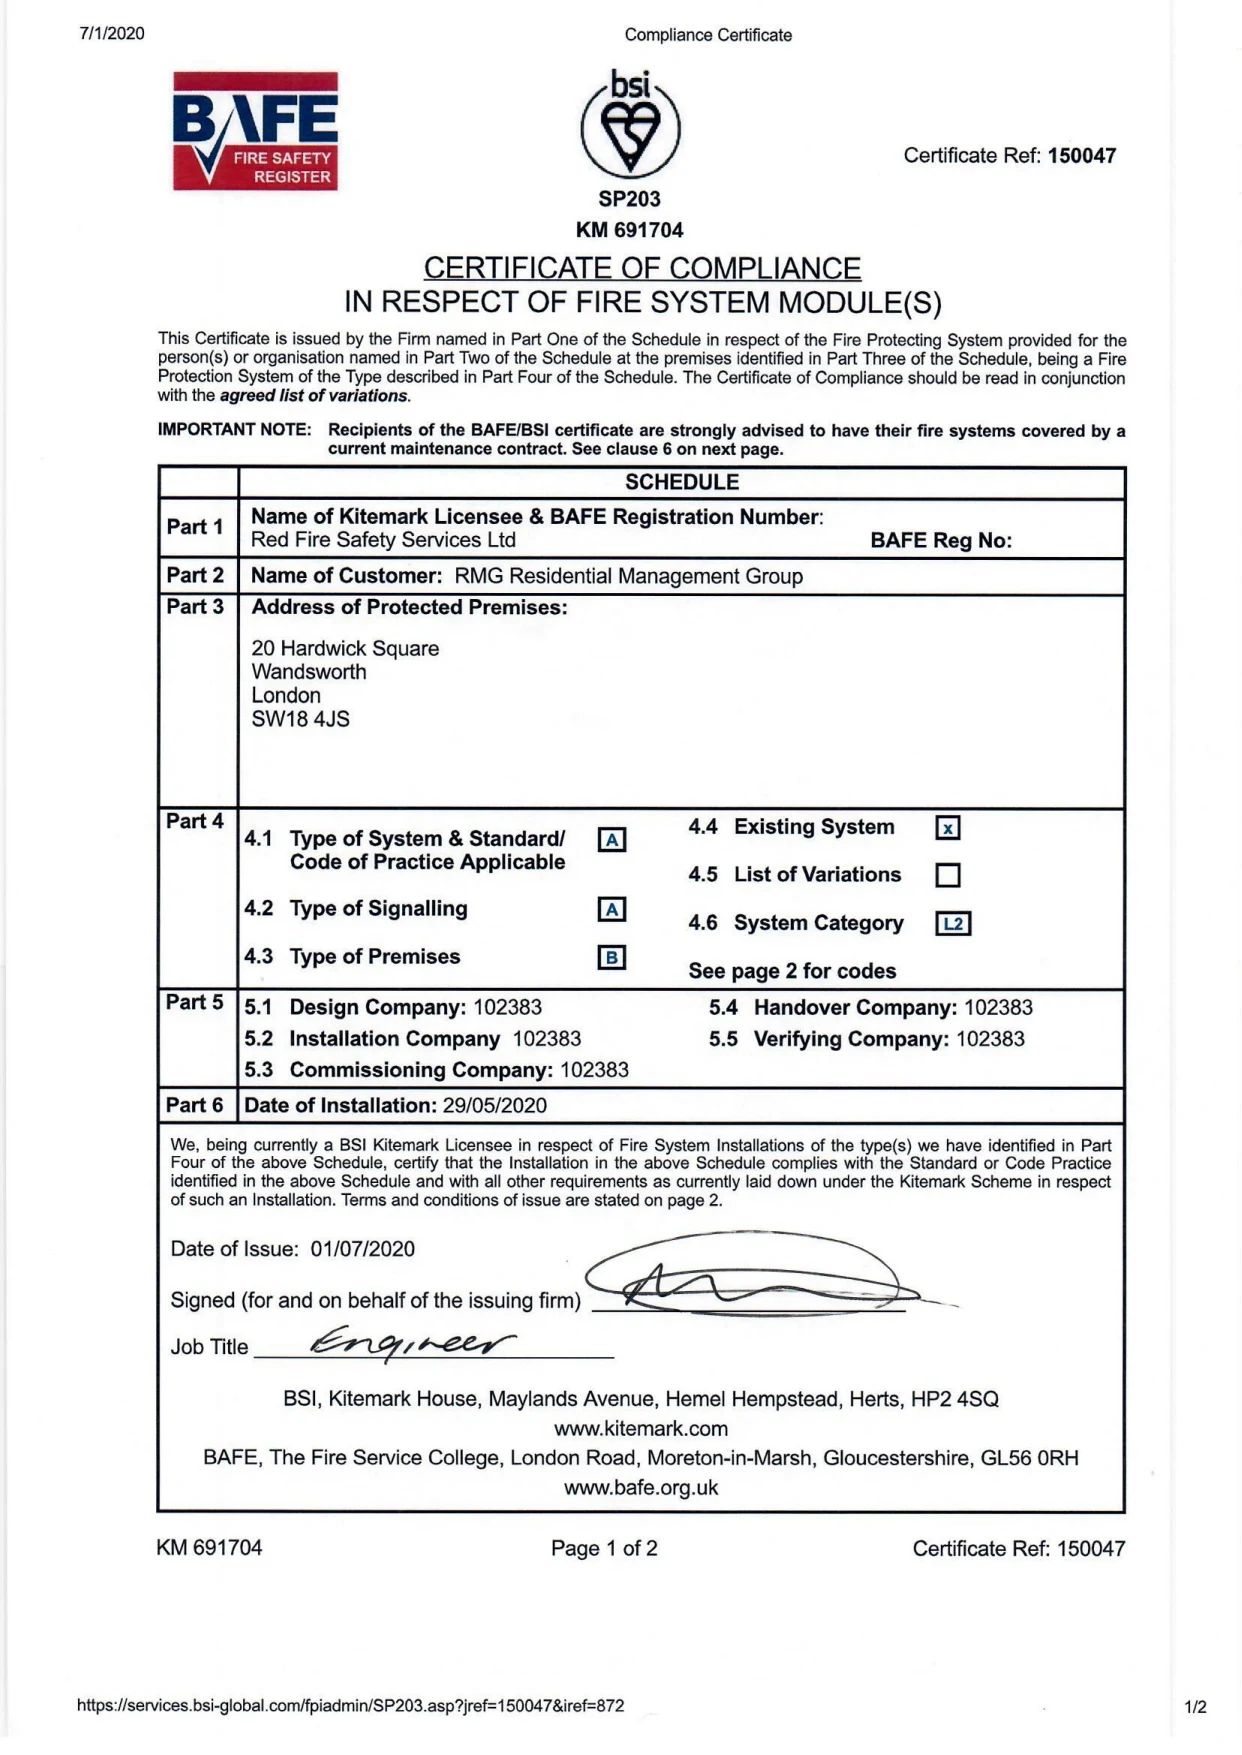 7/1/2020
Compliance Certificate
BAFE
FIRE SAFETY
REGISTER
bsi
SP203
KM 691704
Certificate Ref: 150047
CERTIFICATE OF COMPLIANCE
IN RESPECT OF FIRE SYSTEM MODULE(S)
This Certificate is issued by the Firm named in Part One of the Schedule in respect of the Fire Protecting System provided for the
person(s) or organisation named in Part Two of the Schedule at the premises identified in Part Three of the Schedule, being a Fire
Protection System of the Type described in Part Four of the Schedule. The Certificate of Compliance should be read in conjunction
with the agreed list of variations.
IMPORTANT NOTE: Recipients of the BAFE/BSI certificate are strongly advised to have their fire systems covered by a
current maintenance contract. See clause 6 on next page.
SCHEDULE
Part 1
Name of Kitemark Licensee & BAFE Registration Number:
Red Fire Safety Services Ltd
BAFE Reg No:
Part 2
Name of Customer: RMG Residential Management Group
Part 3
Address of Protected Premises:
20 Hardwick Square
Wandsworth
London
SW18 4JS
Part 4
4.1 Type of System & Standard/
Code of Practice Applicable
A
4.2 Type of Signalling A
4.3 Type of Premises B
4.4 Existing System x
4.5 List of Variations
4.6 System Category L2
See page 2 for codes
Part 5
5.1 Design Company: 102383
5.2 Installation Company 102383
5.3 Commissioning Company: 102383
5.4 Handover Company: 102383
5.5 Verifying Company: 102383
Part 6
Date of Installation: 29/05/2020
We, being currently a BSI Kitemark Licensee in respect of Fire System Installations of the type(s) we have identified in Part
Four of the above Schedule, certify that the Installation in the above Schedule complies with the Standard or Code Practice
identified in the above Schedule and with all other requirements as currently laid down under the Kitemark Scheme in respect
of such an Installation. Terms and conditions of issue are stated on page 2.
Date of Issue: 01/07/2020
Signed (for and on behalf of the issuing firm)
Job Title Engineer
BSI, Kitemark House, Maylands Avenue, Hemel Hempstead, Herts, HP2 4SQ
www.kitemark.com
BAFE, The Fire Service College, London Road, Moreton-in-Marsh, Gloucestershire, GL56 0RH
www.bafe.org.uk
KM 691704
Page 1 of 2
Certificate Ref: 150047
https://services.bsi-global.com/fpiadmin/SP203.asp?jref=150047&iref=872
1/2